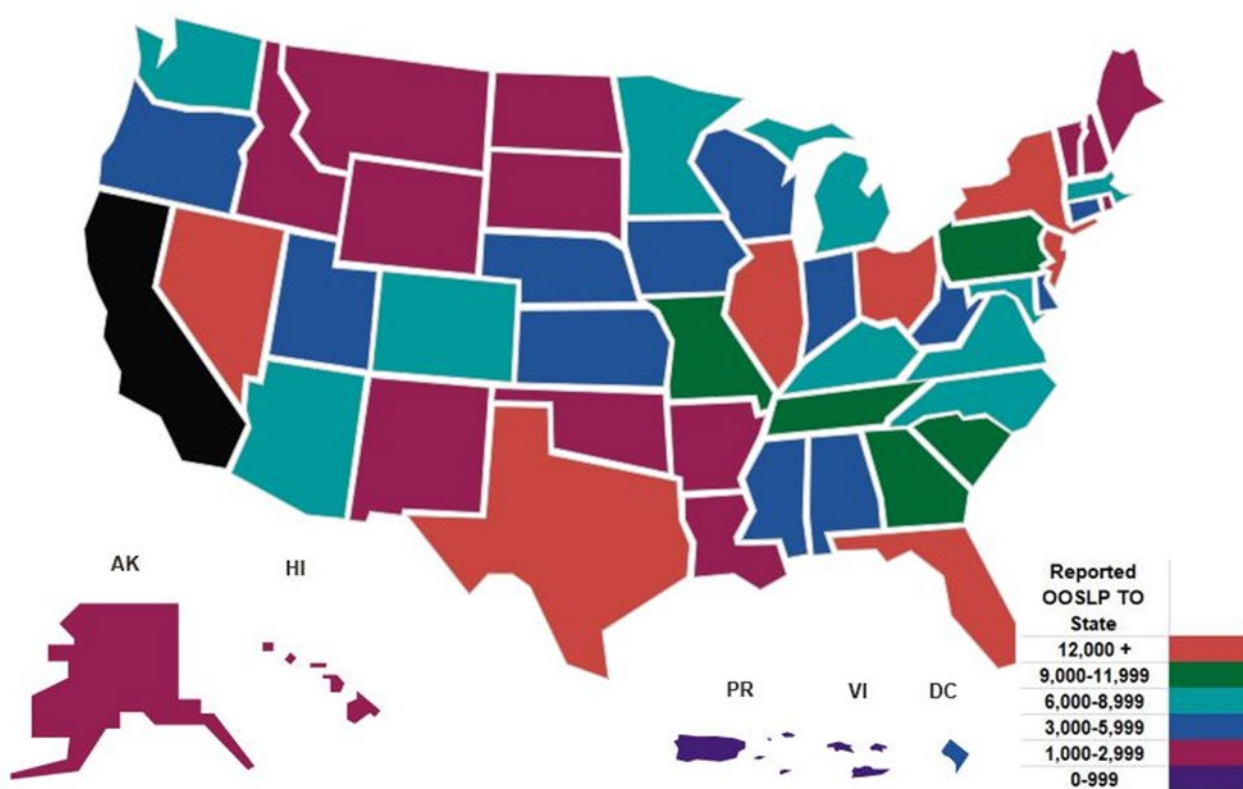 AK
HI
PR
VI
DC
Reported
OOSLP TO
State
12,000 +
9,000-11,999
6,000-8,999
3,000-5,999
1,000-2,999
0-999